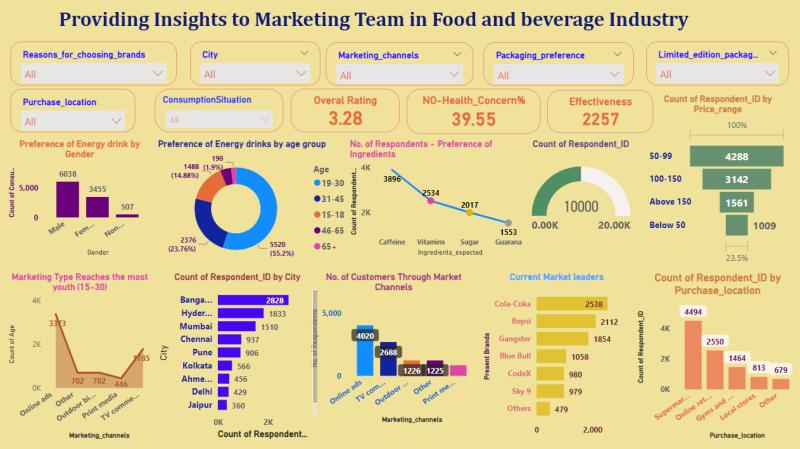 Providing Insights to Marketing Team in Food and beverage Industry
Reasons_for_choosing_brands
All
City
All
Marketing_channels
All
Packaging_preference
All
Limited_edition_packag...
All
Purchase_location
All
ConsumptionSituation
All
Overal Rating
3.28
NO-Health_Concern%
39.55
Effectiveness
2257
Count of Respondent_ID by
Price_range
100%
50-99
4288
100-150
3142
Above 150
1561
Below 50
1009
23.5%
Preference of Energy drink by
Gender
Count of Consu...
5,000
0
6038
3455
507
Male
Fem...
Non-...
Gender
Preference of Energy drinks by age group
190
(1.9%)
1488
(14.88%)
2376
(23.76%)
5520
(55.2%)
Age
19-30
31-45
15-18
46-65
65+
No. of Respondents - Preference of
Ingredients
Count of Respondent...
4K
2K
3896
2534
2017
1553
Caffeine
Vitamins
Sugar
Guarana
Ingredients_expected
Count of Respondent_ID
10000
0.00K
20.00K
Marketing Type Reaches the most
youth (15-30)
Count of Age
4K
2K
0K
3373
702
702
446
1785
Online ads
Other
Outdoor bi...
Print media
TV comme...
Marketing_channels
Count of Respondent_ID by City
City
Banga...
2828
Hyder...
1833
Mumbai
1510
Chennai
937
Pune
906
Kolkata
566
Ahme...
456
Delhi
429
Jaipur
360
0K
2K
Count of Respondent...
No. of Customers Through Market
Channels
No. of Respondents
5,000
0
4020
2688
1226
1225
Online ads
TV com...
Outdoor ...
Other
Print me...
Marketing_channels
Current Market leaders
Present Brands
Cola-Coka
2538
Bepsi
2112
Gangster
1854
Blue Bull
1058
CodeX
980
Sky 9
979
Others
479
0
2,000
Count of Respondent_ID by
Purchase_location
Count of Respondent_ID
4K
2K
0K
4494
2550
1464
813
679
Supermar...
Online ret...
Gyms and ...
Local stores
Other
Purchase_location